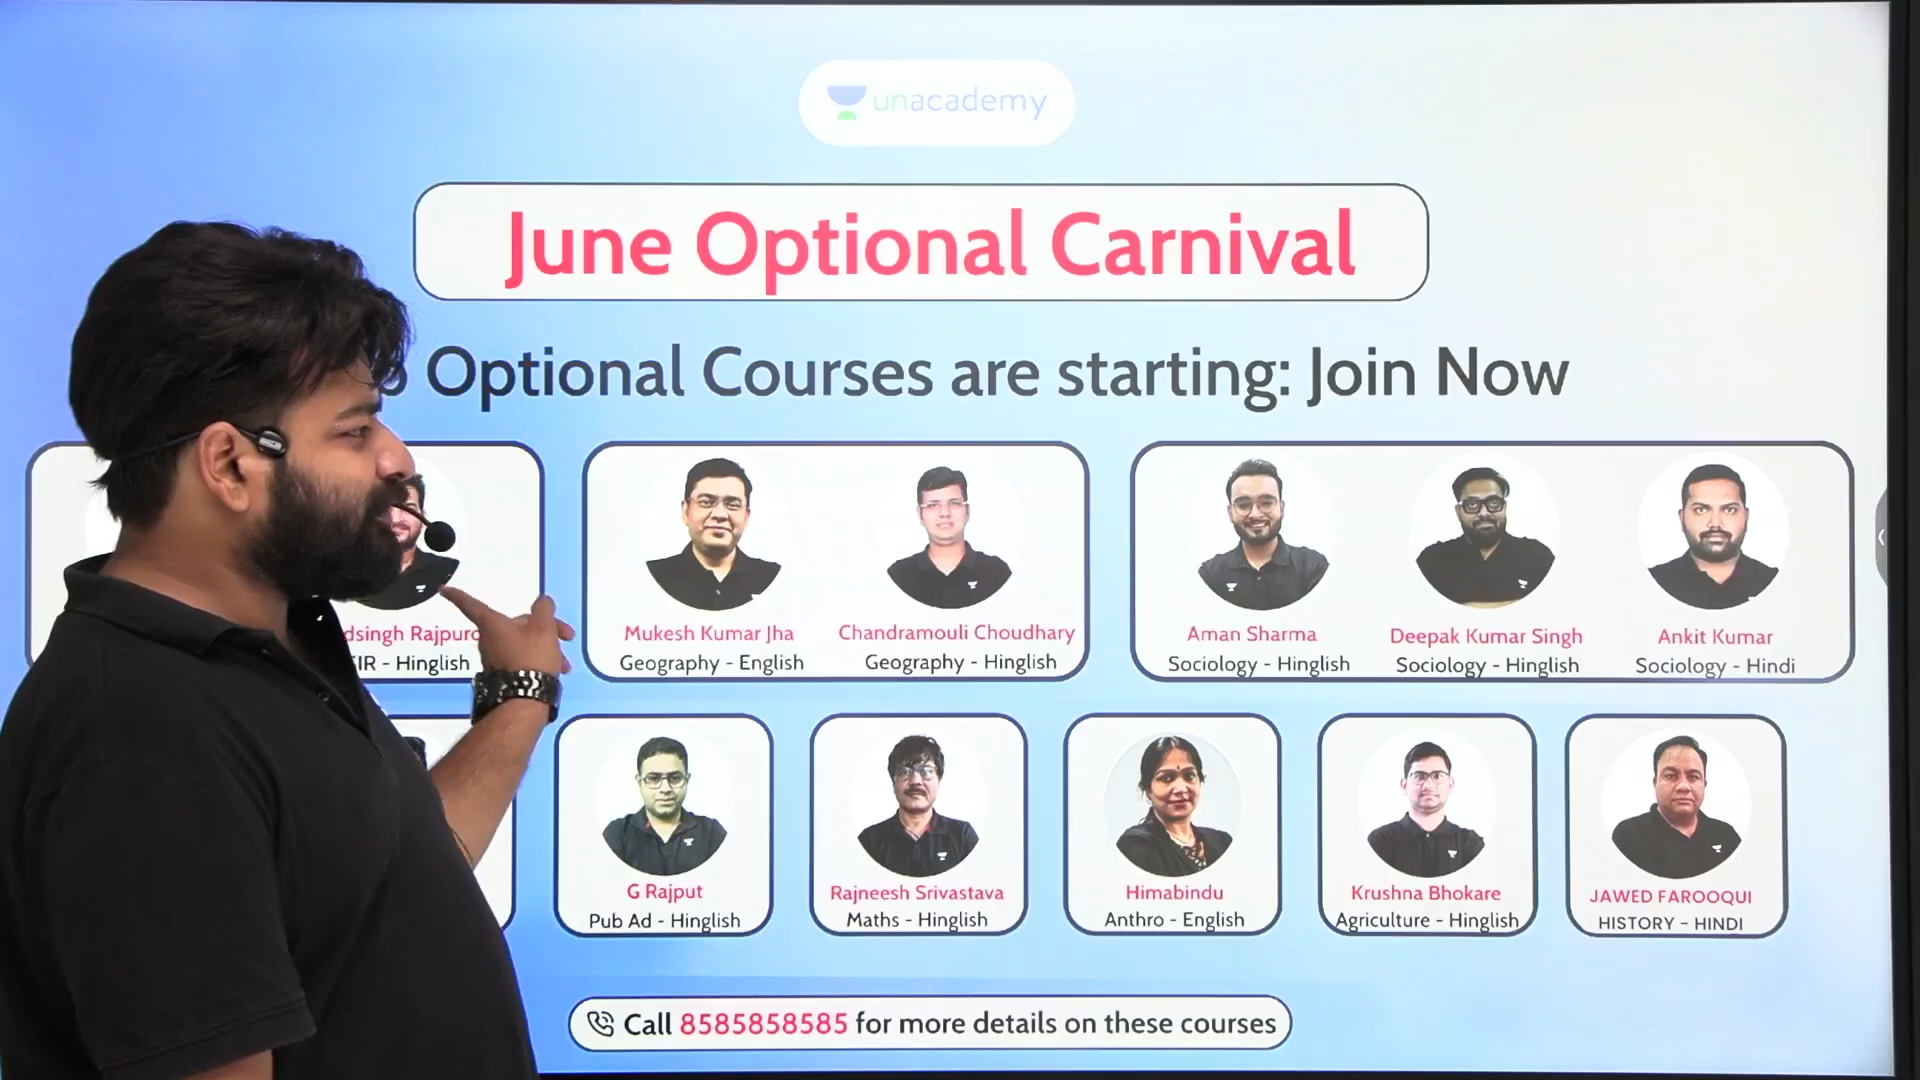 unacademy
June Optional Carnival
Optional Courses are starting: Join Now
Mukesh Kumar Jha
Geography - English
Chandramouli Choudhary
Geography - Hinglish
Aman Sharma
Sociology - Hinglish
Deepak Kumar Singh
Sociology - Hinglish
Ankit Kumar
Sociology - Hindi
- Hinglish
G Rajput
Pub Ad - Hinglish
Rajneesh Srivastava
Maths - Hinglish
Himabindu
Anthro - English
Krushna Bhokare
Agriculture - Hinglish
JAWED FAROOQUI
HISTORY - HINDI
Call 8585858585 for more details on these courses